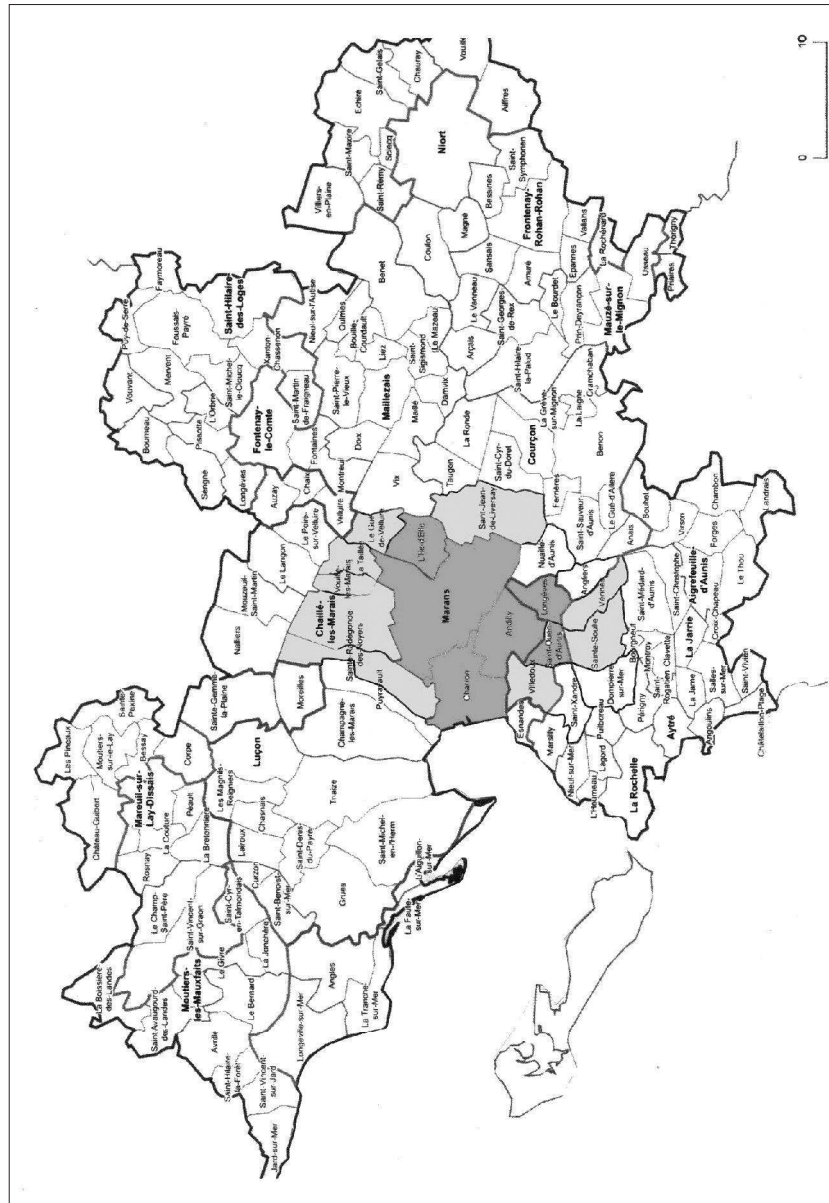 La Boissière-
des-Landes
Saint Avaugourd-
des-Landes
Le Champ-
Saint-Père
Saint-Vincent-
sur-Graon
Moutiers-
les-Mauxfaits
Avrillé
Saint-Hilaire-
la-Forêt
Saint-Vincent-
sur-Jard
Jard-sur-Mer
Longeville-sur-Mer
Le Bernard
Le Givre
La Jonchère
Saint-Cyr-
en-Talmondais
Angles
La Tranche-
sur-Mer
Château-Guibert
Les Pineaux
Moutiers-
sur-le-Lay
Sainte-
Pexine
Bessay
Mareuil-sur-
Lay-Dissais
Rosnay
La Couture
Péault
Corpe
La Bretonnière
Les Magnils-
Reigniers
Luçon
Sainte-Gemme-
la-Plaine
Lairoux
Chasnais
Curzon
Saint-Denis-
du-Payré
Saint-Benoist-
sur-Mer
Triaize
Grues
Saint-Michel-
en-l'Herm
L'Aiguillon-
sur-Mer
La Faute-
sur-Mer
Moreilles
Champagné-
les-Marais
Puyravault
Nalliers
Mouzeuil-
Saint-Martin
Le Langon
Le Poiré-
sur-Velluire
Chaillé-
les-Marais
Sainte-Radégonde-
des-Noyers
Vouillé-
les-Marais
La Taillée
Le Gué-
de-Velluire
L'Ile-d'Elle
Marans
Charron
Andilly
Longèves
Saint-Ouen-
d'Aunis
Villedoux
Sainte-Soulle
Vérines
Saint-Jean-
de-Liversay
Vouvant
Bourneau
Mervent
Foussais-
Payré
Puy-de-Serre
Faymoreau
Saint-Hilaire-
des-Loges
Saint-Michel-
le-Cloucq
L'Orbrie
Pissotte
Sérigné
Fontenay-
le-Comte
Xanton-
Chassenon
Saint-Martin-
de-Fraigneau
Nieul-sur-l'Autise
Longèves
Auzay
Chaix
Fontaines
Velluire
Montreuil
Doix
Saint-Pierre-
le-Vieux
Oulmes
Bouillé-
Courdault
Liez
Maillezais
Saint-
Sigismond
Le Mazeau
Maillé
Damvix
Vix
Benet
Villiers-
en-Plaine
Saint-Maxire
Echiré
Saint-Gelais
Chauray
Vouillé
Saint-Rémy
Sciecq
Niort
Aiffres
Coulon
Magné
Bessines
Saint-
Symphorien
Frontenay-
Rohan-Rohan
Sansais
Le Vanneau
Amuré
Arçais
Saint-Georges-
de-Rex
Le Bourdet
Epannes
Vallans
La Rochénard
Prin-Deyrançon
Mauzé-sur-
le-Mignon
Usseau
Priaires
Thorigny
Saint-Hilaire-
la-Palud
La Ronde
Taugon
Saint-Cyr-
du-Doret
Courçon
La Grève-
sur-Mignon
La Laigne
Cramchaban
Benon
Ferrières
Saint-Sauveur-
d'Aunis
Le Gué-d'Alleré
Nuaillé-
d'Aunis
Angliers
Anais
Bouhet
Virson
Chambon
Landrais
Forges
Le Thou
Aigrefeuille-
d'Aunis
Saint-Christophe
Saint-Médard-
d'Aunis
Croix-Chapeau
La Jarrie
Clavette
Montroy
Bourgneuf
Saint-
Rogatien
La Jarne
Salles-
sur-Mer
Saint-Vivien
Châtelaillon-Plage
Angoulins
Aytré
Périgny
Dompierre-
sur-Mer
Puilboreau
Saint-Xandre
Esnandes
Marsilly
Nieul-sur-Mer
Lagord
L'Houmeau
La Rochelle
0
10